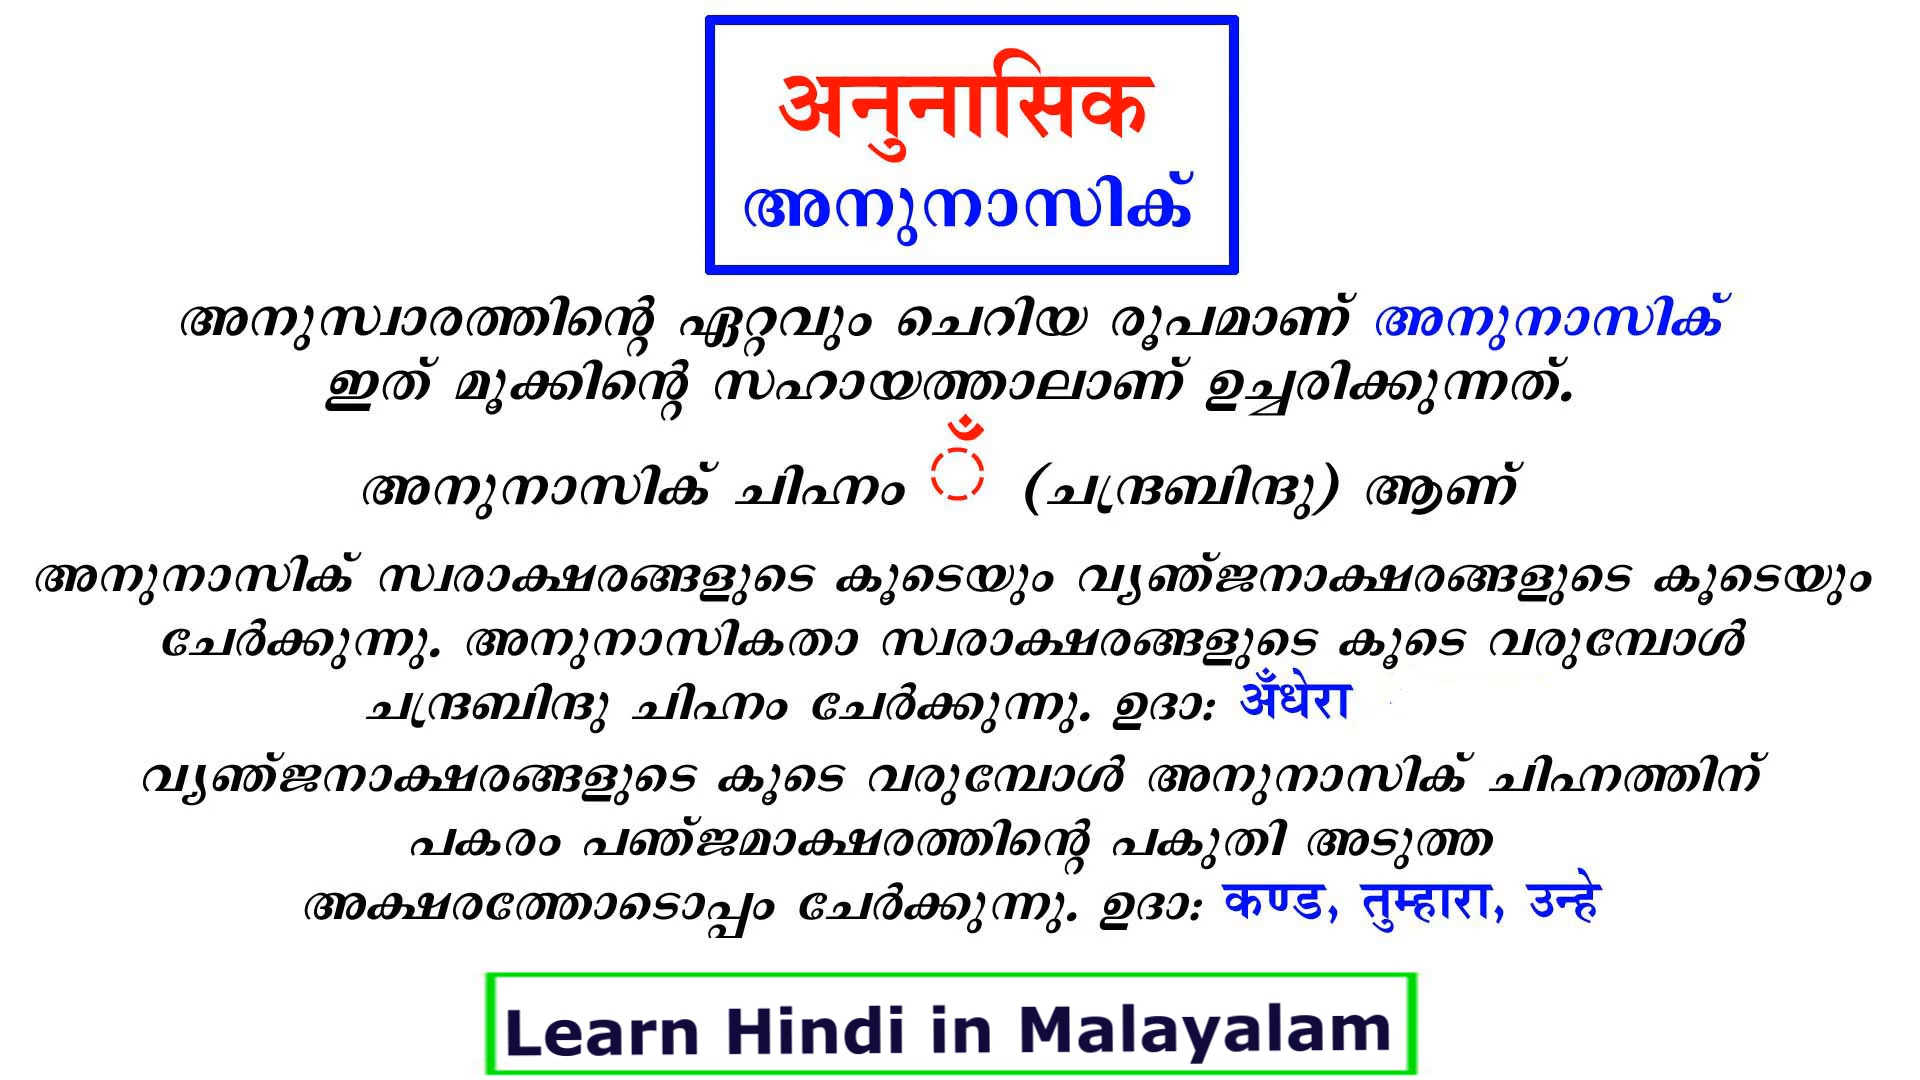 अनुनासिक
അനുനാസിക്
അനുസ്വാരത്തിന്റെ ഏറ്റവും ചെറിയ രൂപമാണ് അനുനാസിക്
ഇത് മൂക്കിന്റെ സഹായത്താലാണ് ഉച്ചരിക്കുന്നത്.
അനുനാസിക് ചിഹ്നം ◌ँ (ചന്ദ്രബിന്ദു) ആണ്
അനുനാസിക് സ്വരാക്ഷരങ്ങളുടെ കൂടെയും വ്യഞ്ജനാക്ഷരങ്ങളുടെ കൂടെയും
ചേർക്കുന്നു. അനുനാസികതാ സ്വരാക്ഷരങ്ങളുടെ കൂടെ വരുമ്പോൾ
ചന്ദ്രബിന്ദു ചിഹ്നം ചേർക്കുന്നു. ഉദാ: अँधेरा
വ്യഞ്ജനാക്ഷരങ്ങളുടെ കൂടെ വരുമ്പോൾ അനുനാസിക് ചിഹ്നത്തിന്
പകരം പഞ്ജമാക്ഷരത്തിന്റെ പകുതി അടുത്ത
അക്ഷരത്തോടൊപ്പം ചേർക്കുന്നു. ഉദാ: कण्ड, तुम्हारा, उन्हे
Learn Hindi in Malayalam